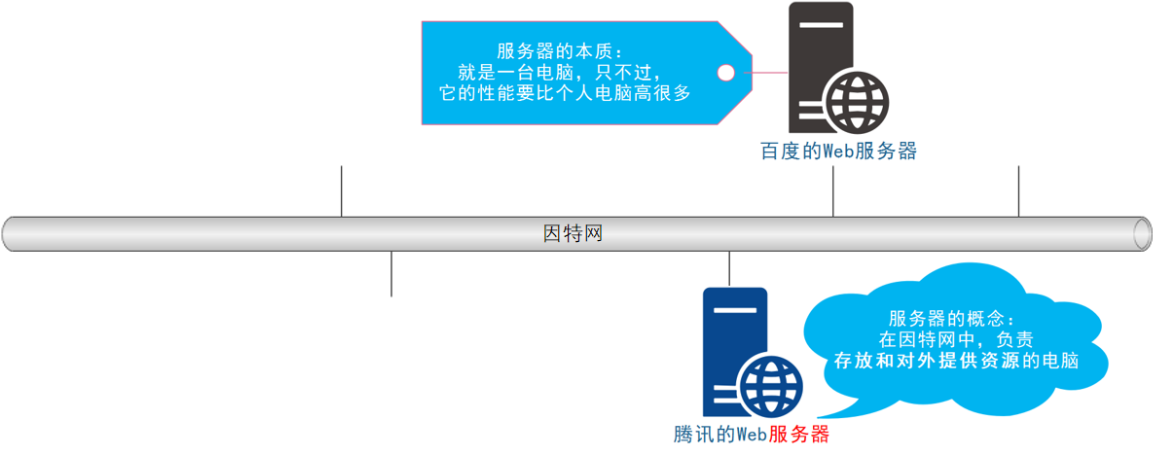 服务器的本质：
就是一台电脑，只不过，
它的性能要比个人电脑高很多
百度的Web服务器
因特网
服务器的概念：
在因特网中，负责
存放和对外提供资源的电脑
腾讯的Web服务器